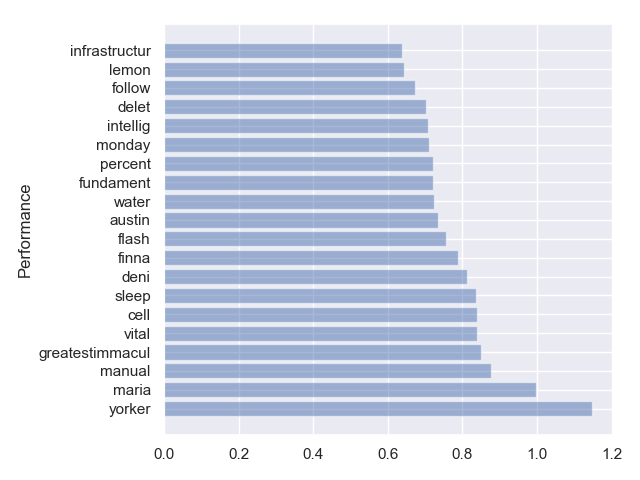 infrastructur
lemon
follow
delet
intellig
monday
percent
fundament
water
austin
flash
finna
deni
sleep
cell
vital
greatestimmacul
manual
maria
yorker
Performance
0.0 0.2 0.4 0.6 0.8 1.0 1.2